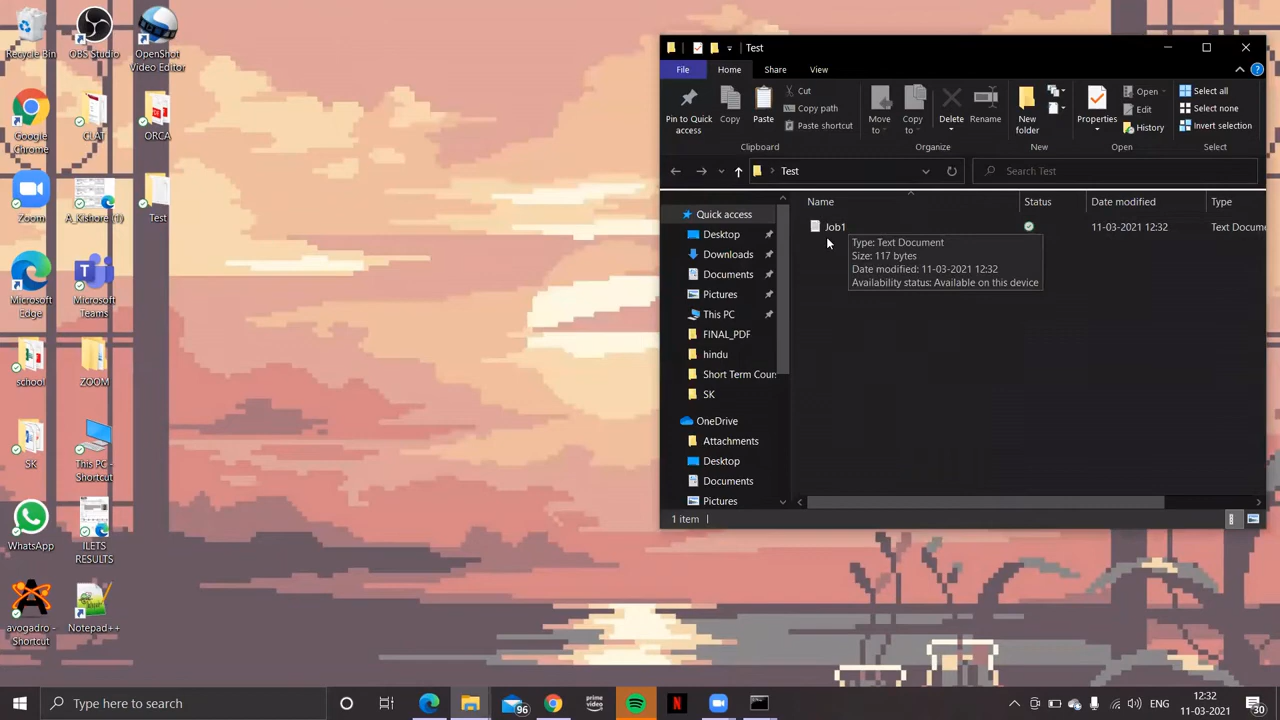 Recycle Bin
OBS Studio
OpenShot
Video Editor
Google
Chrome
CLAT
ORCA
Zoom
A_Kishore_(1)
Test
Microsoft
Edge
Microsoft
Teams
school
ZOOM
SK
This PC -
Shortcut
WhatsApp
ILETS
RESULTS
avogadro -
Shortcut
Notepad++
Test
File
Home
Share
View
Pin to Quick
access
Copy
Paste
Cut
Copy path
Paste shortcut
Clipboard
Move
to
Copy
to
Delete
Rename
Organize
New
folder
New
Properties
Open
Edit
History
Open
Select all
Select none
Invert selection
Select
Test
Search Test
Name
Status
Date modified
Type
Job1
11-03-2021 12:32
Text Docume
Type: Text Document
Size: 117 bytes
Date modified: 11-03-2021 12:32
Availability status: Available on this device
Quick access
Desktop
Downloads
Documents
Pictures
This PC
FINAL_PDF
hindu
Short Term Cour
SK
OneDrive
Attachments
Desktop
Documents
Pictures
1 item
Type here to search
96
prime
video
ENG
12:32
11-03-2021
30